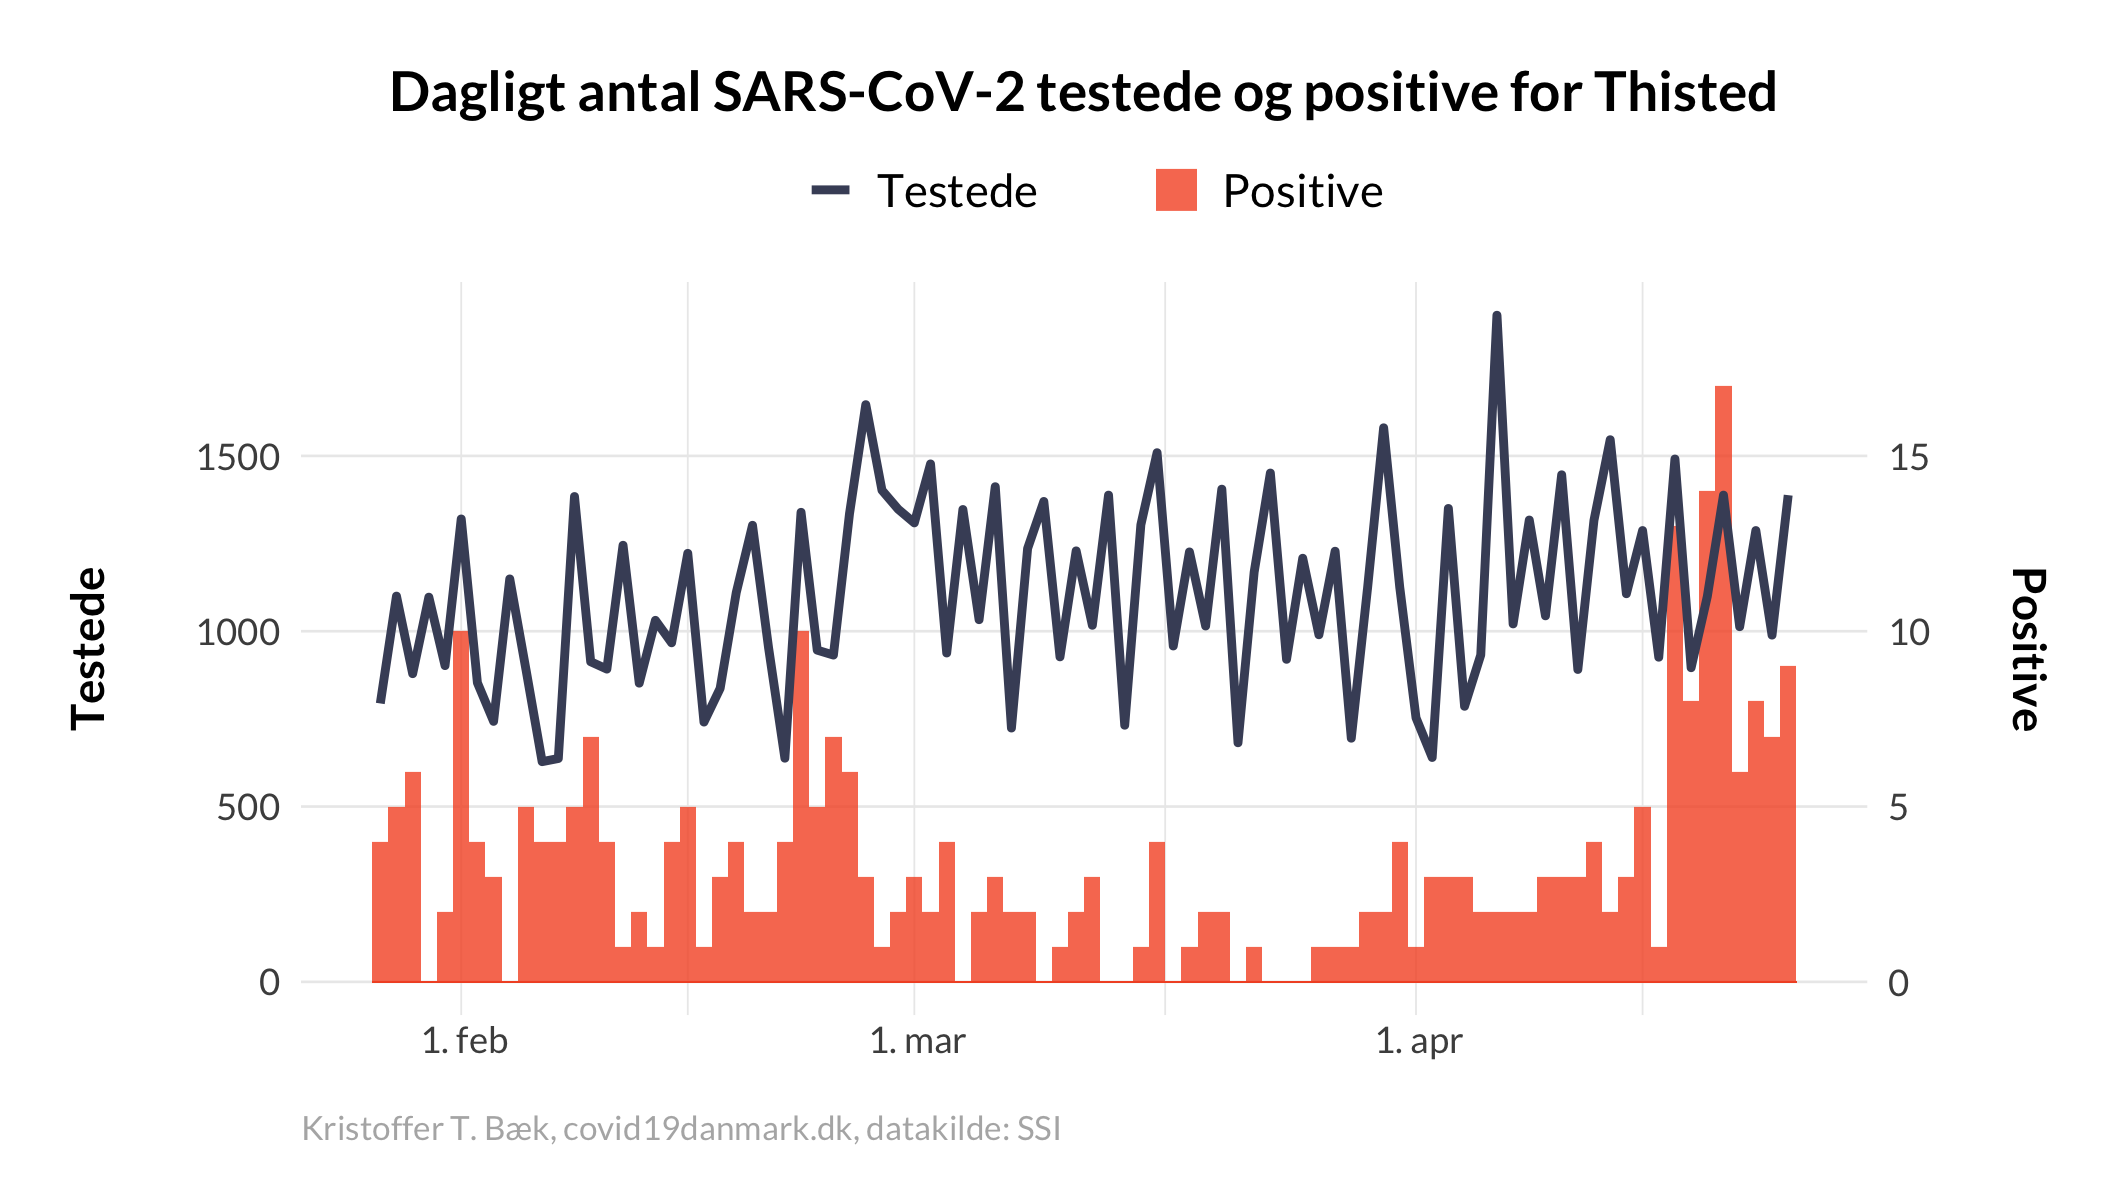 Dagligt antal SARS-CoV-2 testede og positive for Thisted
Testede
Positive
1500
1000
500
0
15
10
5
0
Testede
Positive
1. feb
1. mar
1. apr
Kristoffer T. Bæk, covid19danmark.dk, datakilde: SSI